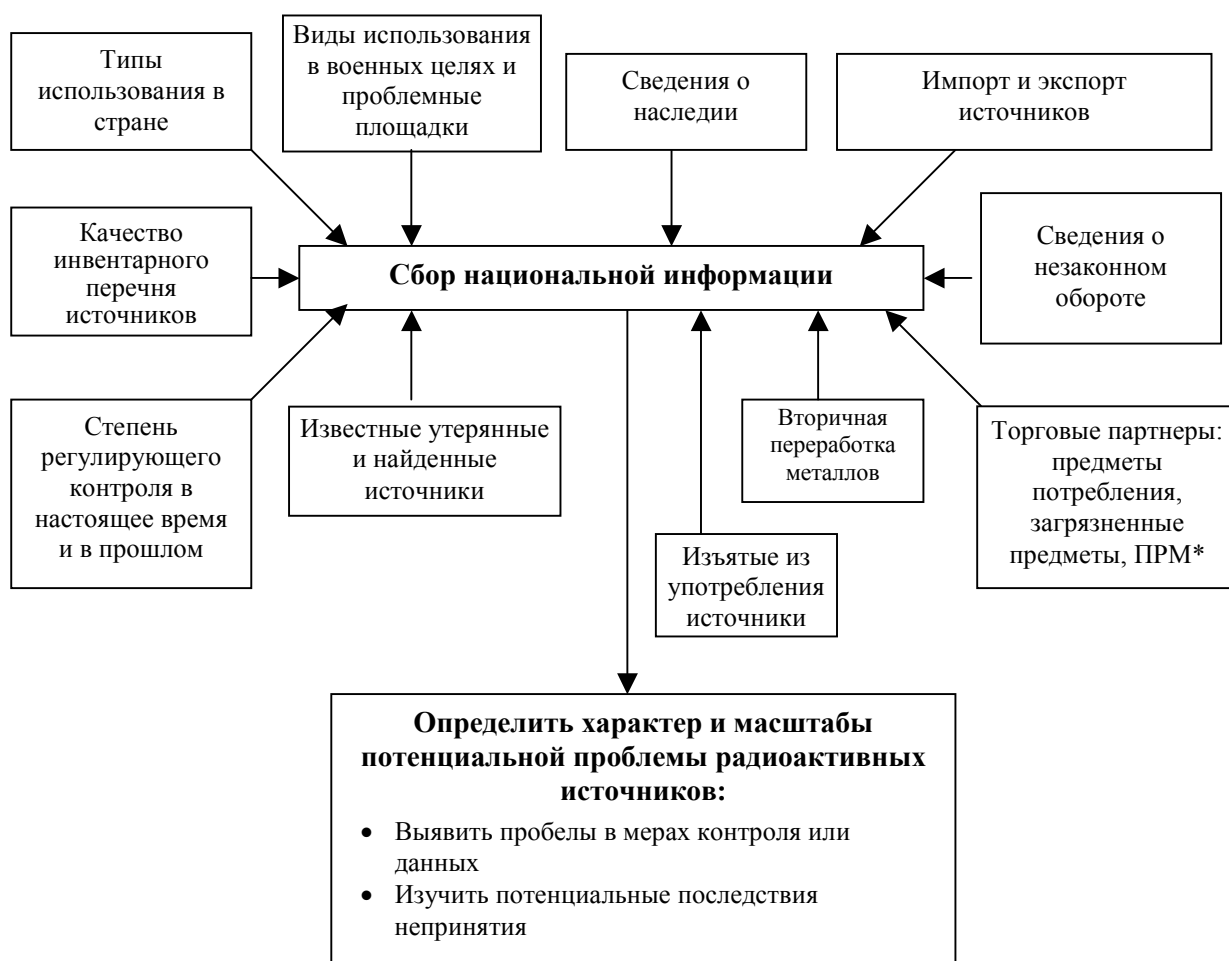 Типы
использования в
стране
Виды использования
в военных целях и
проблемные
площадки
Сведения о
наследии
Импорт и экспорт
источников
Качество
инвентарного
перечня
источников
Сбор национальной информации
Сведения о
незаконном
обороте
Степень
регулирующего
контроля в
настоящее время
и в прошлом
Известные утерянные
и найденные
источники
Изъятые из
употребления
источники
Вторичная
переработка
металлов
Торговые партнеры:
предметы
потребления,
загрязненные
предметы, ПРМ*
Определить характер и масштабы
потенциальной проблемы радиоактивных
источников:
• Выявить пробелы в мерах контроля или
данных
• Изучить потенциальные последствия
непринятия